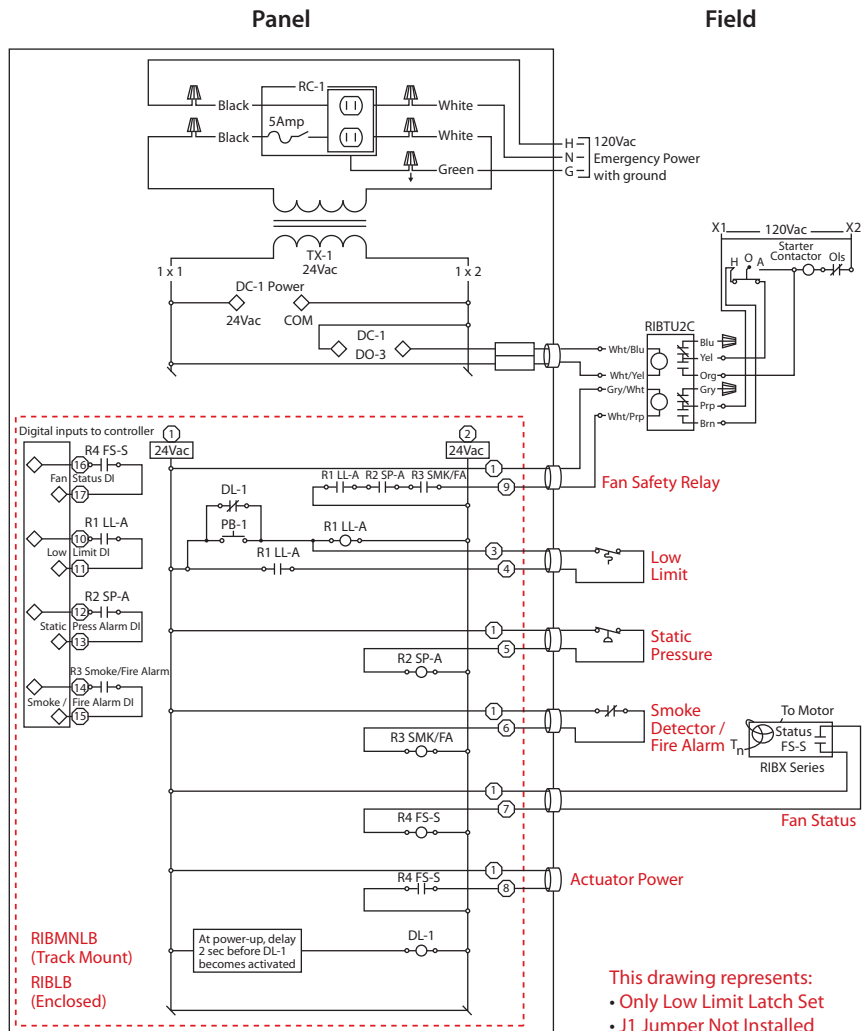 Panel
Field
RC-1
Black
White
5Amp
Black
White
Green
H
N
G
120Vac
Emergency Power
with ground
TX-1
24Vac
1 x 1
1 x 2
DC-1 Power
24Vac
COM
DC-1
DO-3
X1
120Vac
X2
Starter
Contactor
Ols
H
O
A
RIBTU2C
Wht/Blu
Wht/Yel
Gry/Wht
Wht/Prp
Blu
Yel
Org
Gry
Prp
Brn
Digital inputs to controller
16
R4 FS-S
Fan Status DI
17
R1 LL-A
10
Low Limit DI
11
R2 SP-A
12
Static Press Alarm DI
13
R3 Smoke/Fire Alarm
14
Smoke / Fire Alarm DI
15
1
24Vac
2
24Vac
1
R1 LL-A R2 SP-A R3 SMK/FA
9
Fan Safety Relay
DL-1
PB-1
R1 LL-A
R1 LL-A
3
4
Low
Limit
1
5
R2 SP-A
Static
Pressure
1
6
R3 SMK/FA
Smoke
Detector /
Fire Alarm
To Motor
Status
FS-S
Tn
RIBX Series
1
7
R4 FS-S
Fan Status
1
R4 FS-S
8
Actuator Power
At power-up, delay
2 sec before DL-1
becomes activated
DL-1
RIBMNLB
(Track Mount)
RIBLB
(Enclosed)
This drawing represents:
• Only Low Limit Latch Set
• J1 Jumper Not Installed